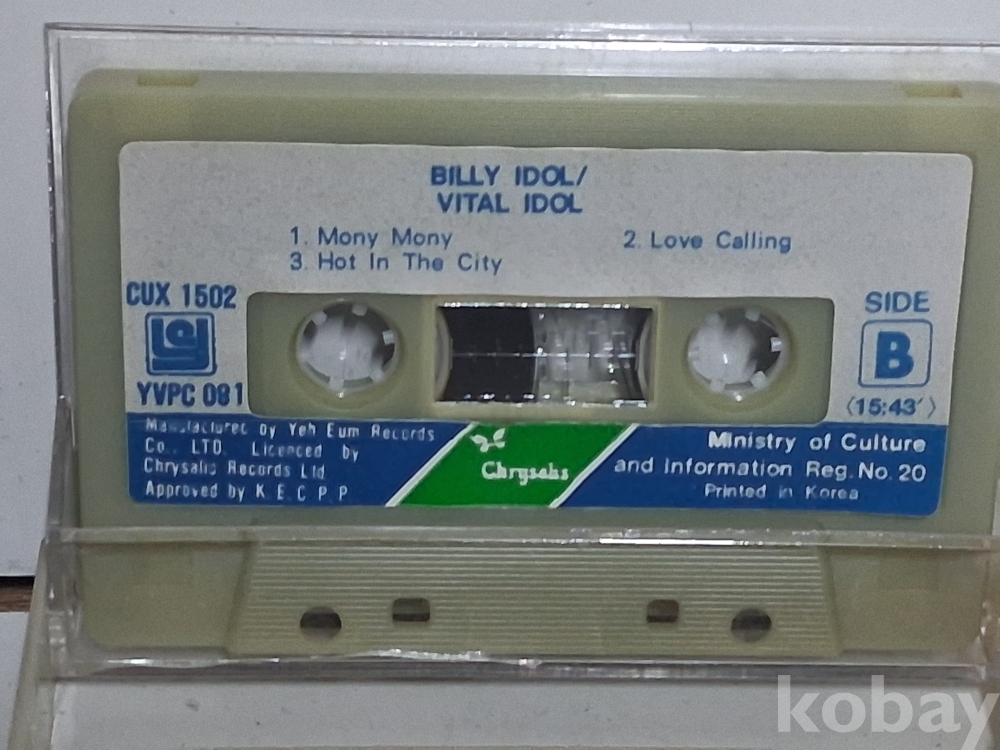 BILLY IDOL/
VITAL IDOL
1. Mony Mony
2. Love Calling
3. Hot In The City
CUX 1502
YVPC 081
SIDE
B
(15:43')
Manufactured by Yeh Eum Records
Co., LTD. Licenced by
Chrysalis Records Ltd
Approved by K.E.C.P.P
Chrysalis
Ministry of Culture
and Information Reg. No. 20
Printed in Korea
kobay